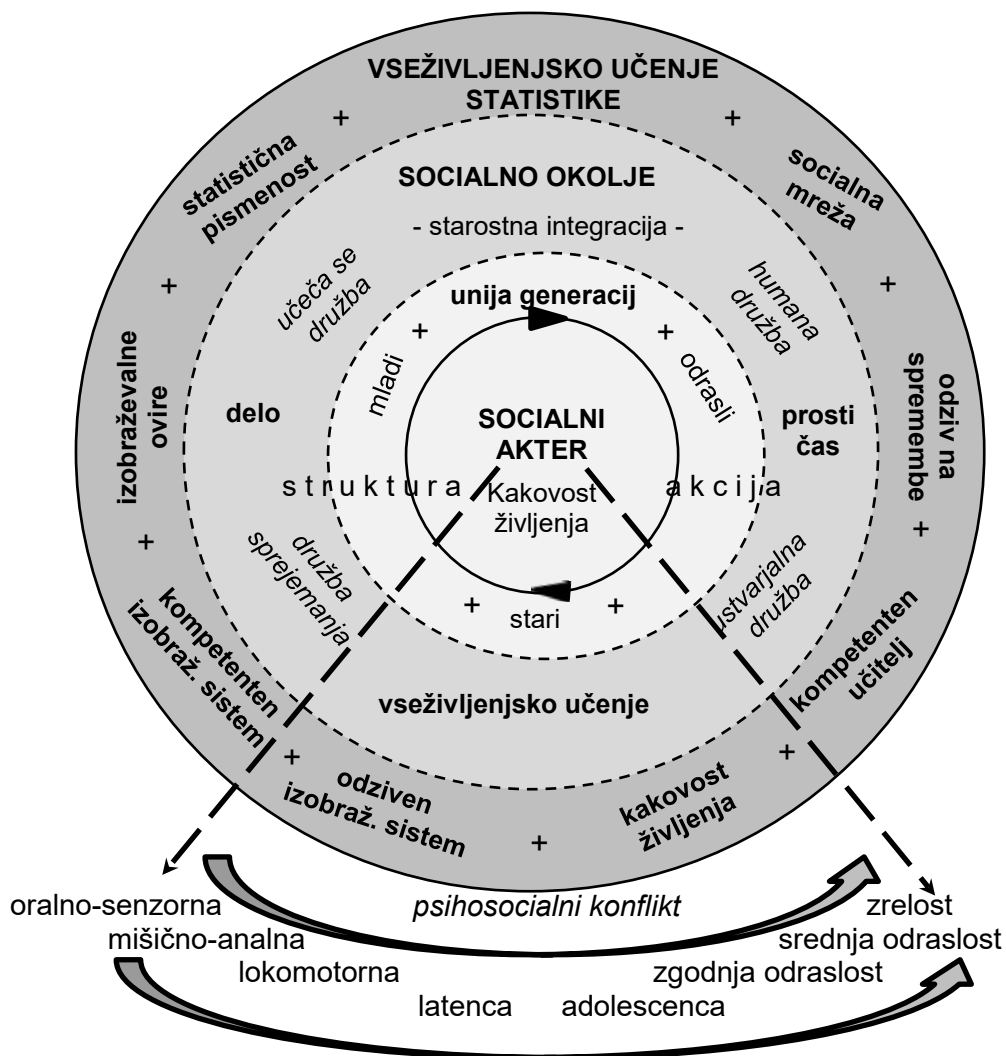 VSEŽIVLJENJSKO UČENJE
STATISTIKE
+
+
statistična
pismenost
socialna
mreža
SOCIALNO OKOLJE
- starostna integracija -
učeča se
družba
humana
družba
+
+
unija generacij
+
+
mladi
odrasli
izobraževalne
ovire
odziv na
spremembe
delo
prosti
čas
SOCIALNI
AKTER
struktura
akcija
Kakovost
življenja
+
+
družba
sprejemanja
ustvarjalna
družba
+
+
stari
kompetenten
izobraž. sistem
kompetenten
učitelj
vseživljenjsko učenje
+
+
odziven
izobraž. sistem
kakovost
življenja
+
psihosocialni konflikt
oralno-senzorna
zrelost
mišično-analna
srednja odraslost
lokomotorna
zgodnja odraslost
latenca
adolescenca